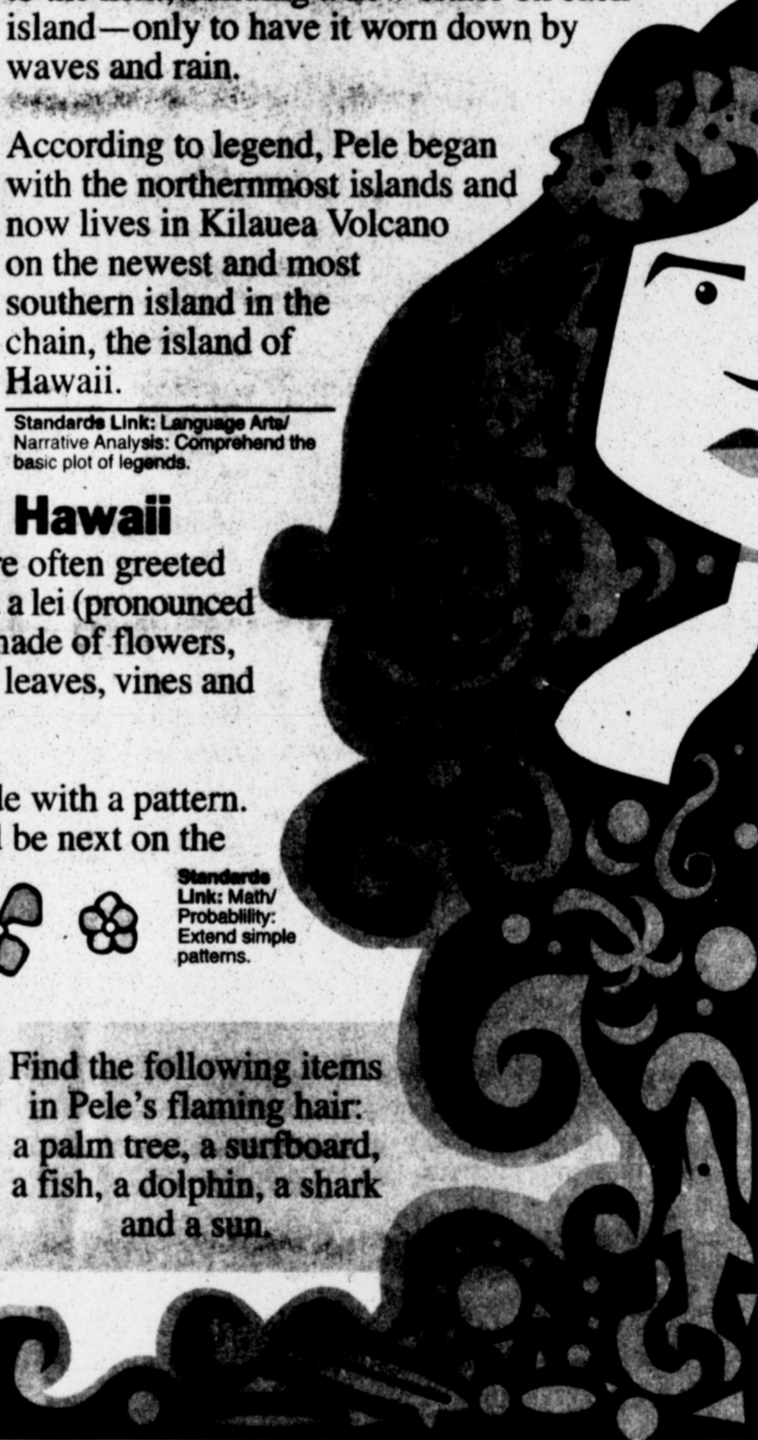 island—only to have it worn down by
waves and rain.
According to legend, Pele began
with the northernmost islands and
now lives in Kilauea Volcano
on the newest and most
southern island in the
chain, the island of
Hawaii.
Standards Link: Language Arts/
Narrative Analysis: Comprehend the
basic plot of legends.
Hawaii
often greeted
a lei (pronounced
of flowers,
leaves, vines and
with a pattern.
be next on the
Standards
Link: Math/
Probability:
Extend simple
patterns.
Find the following items
in Pele's flaming hair:
a palm tree, a surfboard,
a fish, a dolphin, a shark
and a sun.